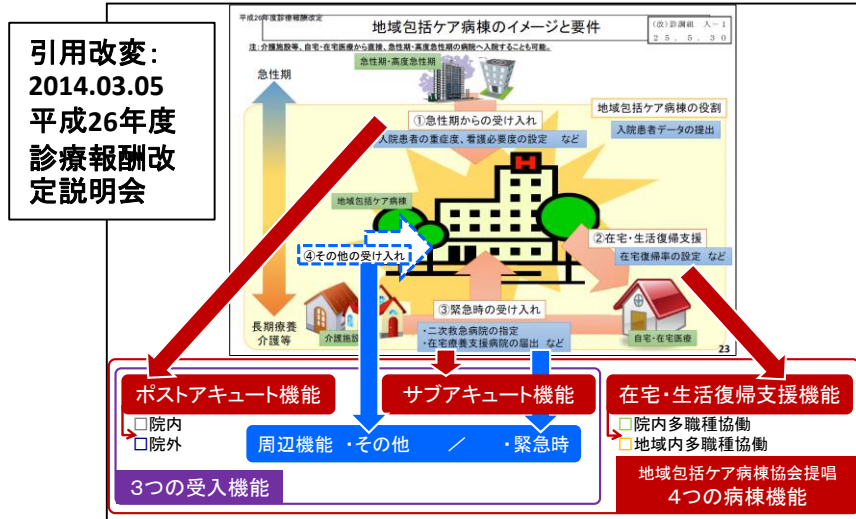 引用改変：
2014.03.05
平成26年度
診療報酬改
定説明会
平成26年度診療報酬改定
地域包括ケア病棟のイメージと要件
(改)診調組 入－1
２５．５．３０
注：介護施設等、自宅・在宅医療から直接、急性期・高度急性期の病院へ入院することも可能。
急性期・高度急性期
急性期
地域包括ケア病棟の役割
①急性期からの受け入れ
入院患者の重症度、看護必要度の設定 など
入院患者データの提出
H
地域包括ケア病棟
②在宅・生活復帰支援
④その他の受け入れ
在宅復帰率の設定 など
③緊急時の受け入れ
長期療養
介護等
介護施設
・二次救急病院の指定
・在宅療養支援病院の届出 など
自宅・在宅医療
23
ポストアキュート機能
サブアキュート機能
在宅・生活復帰支援機能
□院内
□院外
□院内多職種協働
□地域内多職種協働
周辺機能 ・その他 ／ ・緊急時
3つの受入機能
地域包括ケア病棟協会提唱
4つの病棟機能